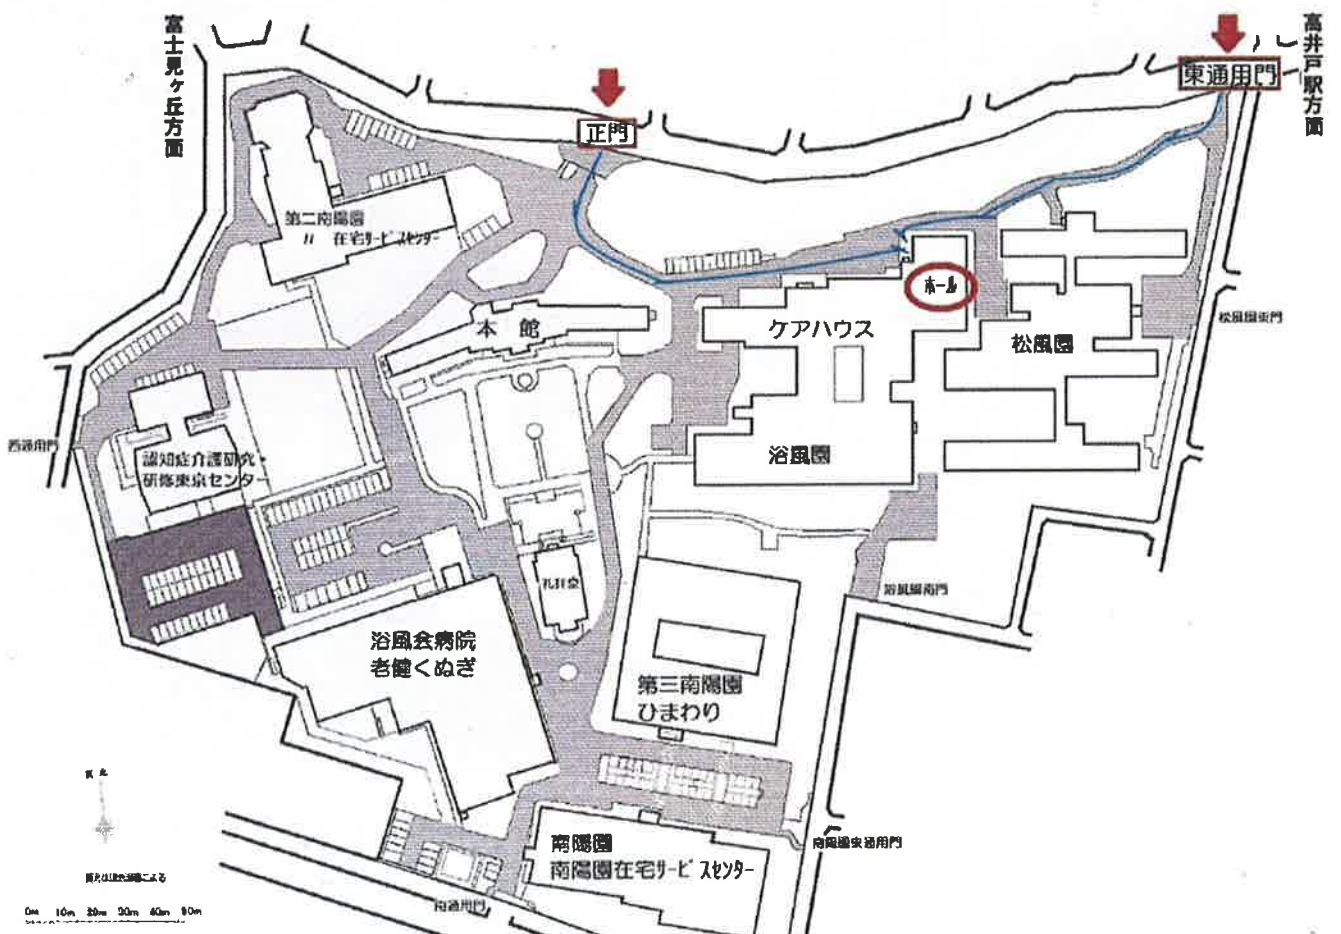 富士見ヶ丘方面
高井戸駅方面
東通用門
正門
第二南陽園
〃 在宅サービスセンター
ホール
本館
ケアハウス
松風園
松風園東門
西通用門
認知症介護研究・
研修東京センター
浴風園
礼拝堂
浴風園南門
浴風会病院
老健くぬぎ
第三南陽園
ひまわり
南陽園
南陽園在宅サービスセンター
南陽園東通用門
南通用門
0m 10m 20m 30m 40m 50m